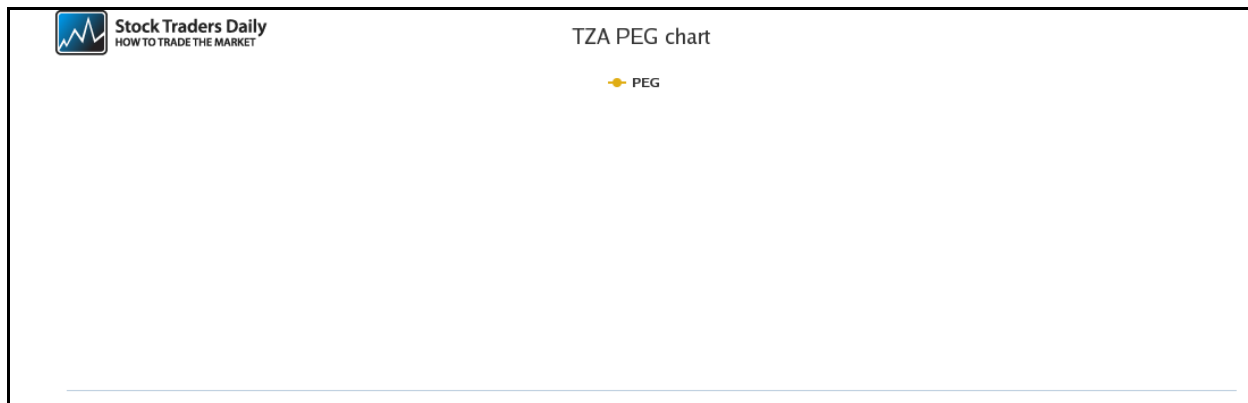 Stock Traders Daily
HOW TO TRADE THE MARKET
TZA PEG chart
PEG